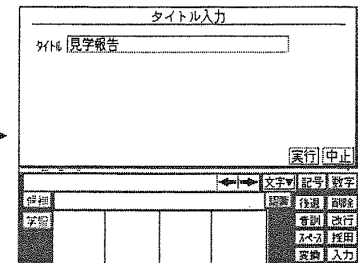 タイトル入力
タイトル 見学報告
実行 中止
文字▼ 記号 数字
候補 認識 後退 削除
学習 音訓 改行
スペース 採用
変換 入力